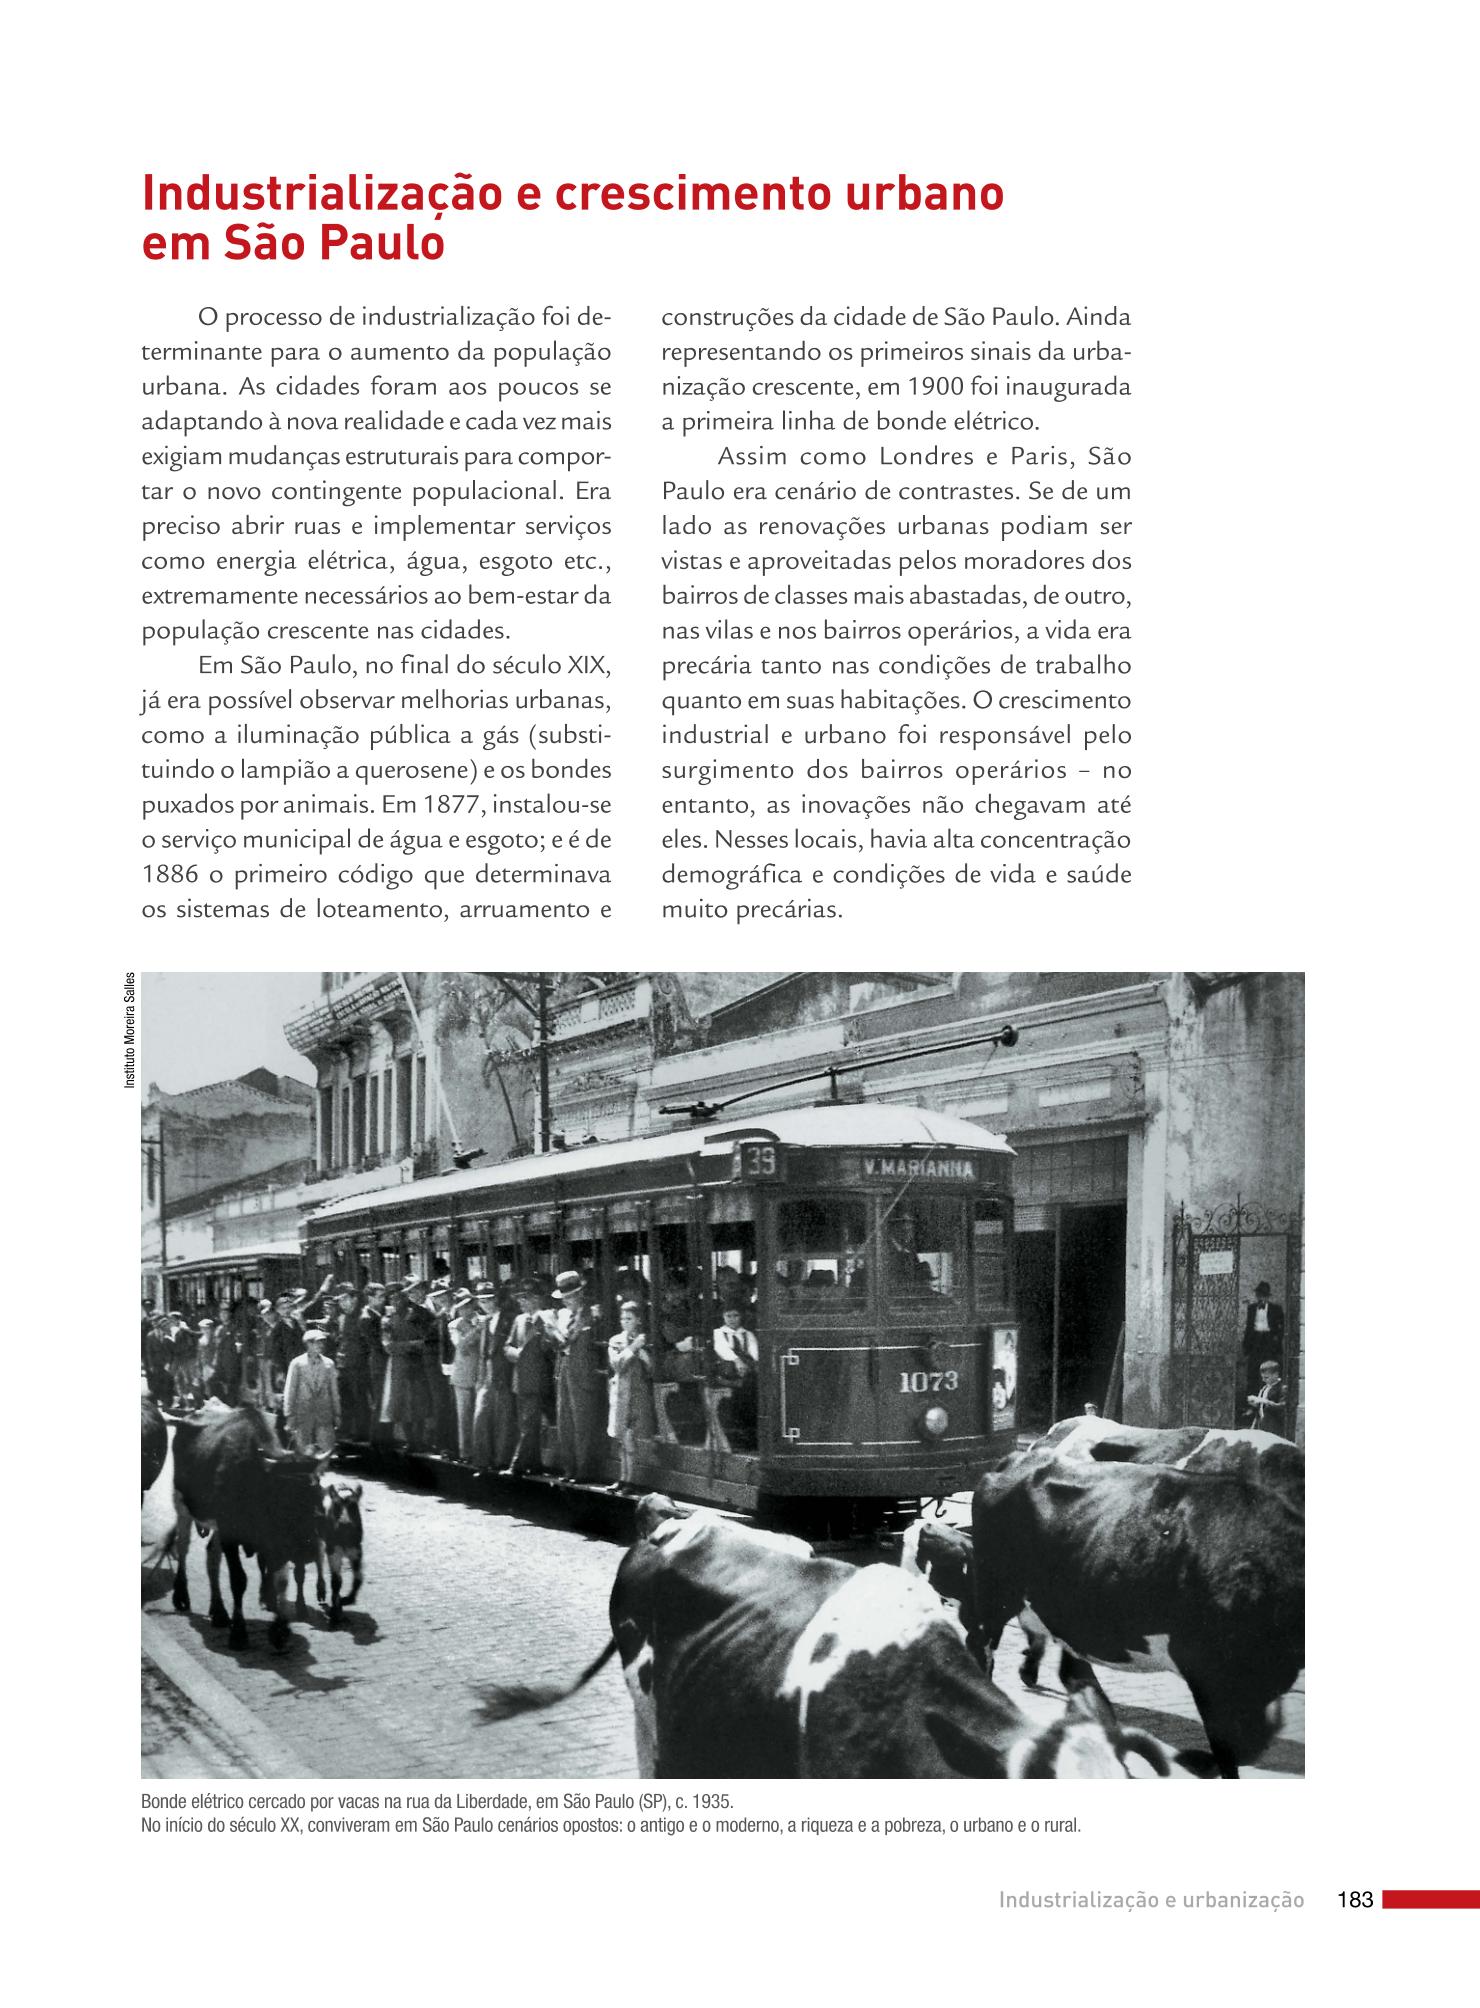 Industrialização e crescimento urbano
em São Paulo
O processo de industrialização foi de-
terminante para o aumento da população
urbana. As cidades foram aos poucos se
adaptando à nova realidade e cada vez mais
exigiam mudanças estruturais para compor-
tar o novo contingente populacional. Era
preciso abrir ruas e implementar serviços
como energia elétrica, água, esgoto etc.,
extremamente necessários ao bem-estar da
população crescente nas cidades.
Em São Paulo, no final do século XIX,
já era possível observar melhorias urbanas,
como a iluminação pública a gás (substi-
tuindo o lampião a querosene) e os bondes
puxados por animais. Em 1877, instalou-se
o serviço municipal de água e esgoto; e é de
1886 o primeiro código que determinava
os sistemas de loteamento, arruamento e
construções da cidade de São Paulo. Ainda
representando os primeiros sinais da urba-
nização crescente, em 1900 foi inaugurada
a primeira linha de bonde elétrico.
Assim como Londres e Paris, São
Paulo era cenário de contrastes. Se de um
lado as renovações urbanas podiam ser
vistas e aproveitadas pelos moradores dos
bairros de classes mais abastadas, de outro,
nas vilas e nos bairros operários, a vida era
precária tanto nas condições de trabalho
quanto em suas habitações. O crescimento
industrial e urbano foi responsável pelo
surgimento dos bairros operários – no
entanto, as inovações não chegavam até
eles. Nesses locais, havia alta concentração
demográfica e condições de vida e saúde
muito precárias.
Instituto Moreira Salles
39
V. MARIANNA
1073
Bonde elétrico cercado por vacas na rua da Liberdade, em São Paulo (SP), c. 1935.
No início do século XX, conviveram em São Paulo cenários opostos: o antigo e o moderno, a riqueza e a pobreza, o urbano e o rural.
Industrialização e urbanização 183